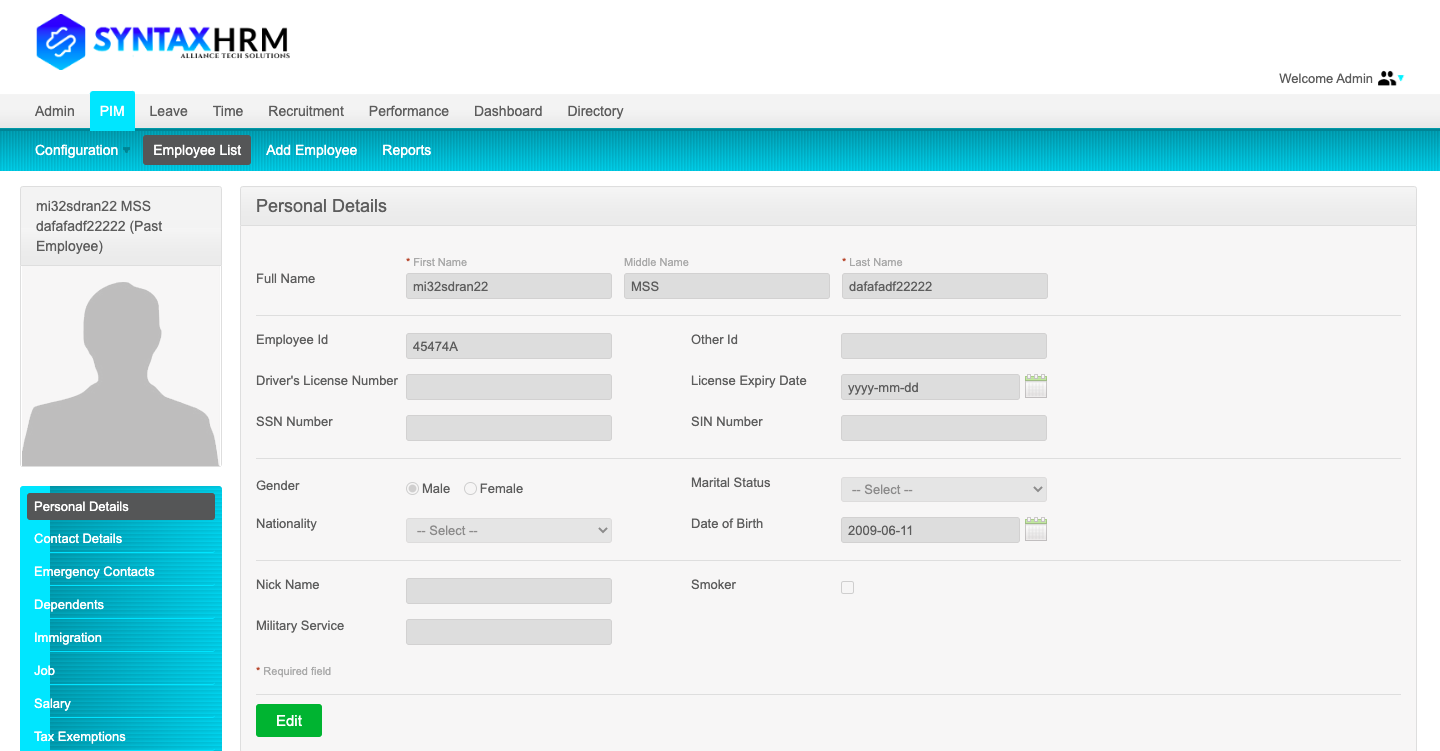 SYNTAXHRM
ALLIANCE TECH SOLUTIONS
Welcome Admin
Admin PIM Leave Time Recruitment Performance Dashboard Directory
Configuration Employee List Add Employee Reports
mi32sdran22 MSS
dafafadf22222 (Past
Employee)
Personal Details
Contact Details
Emergency Contacts
Dependents
Immigration
Job
Salary
Tax Exemptions
Personal Details
* First Name Middle Name * Last Name
Full Name mi32sdran22 MSS dafafadf22222
Employee Id 45474A Other Id
Driver's License Number License Expiry Date yyyy-mm-dd
SSN Number SIN Number
Gender Male Female Marital Status -- Select --
Nationality -- Select -- Date of Birth 2009-06-11
Nick Name Smoker
Military Service
* Required field
Edit